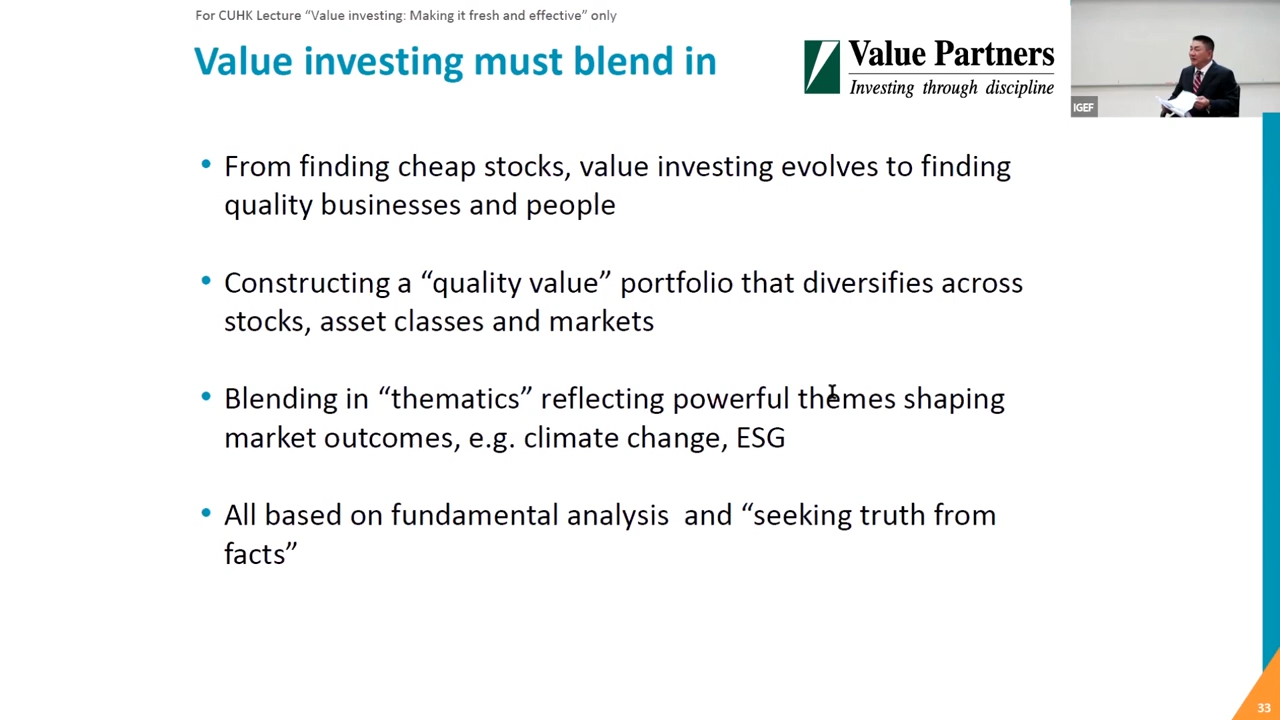 For CUHK Lecture “Value investing: Making it fresh and effective” only
Value investing must blend in
Value Partners
Investing through discipline
IGEF
• From finding cheap stocks, value investing evolves to finding
quality businesses and people
• Constructing a “quality value” portfolio that diversifies across
stocks, asset classes and markets
• Blending in “thematics” reflecting powerful themes shaping
market outcomes, e.g. climate change, ESG
• All based on fundamental analysis  and “seeking truth from
facts”
33